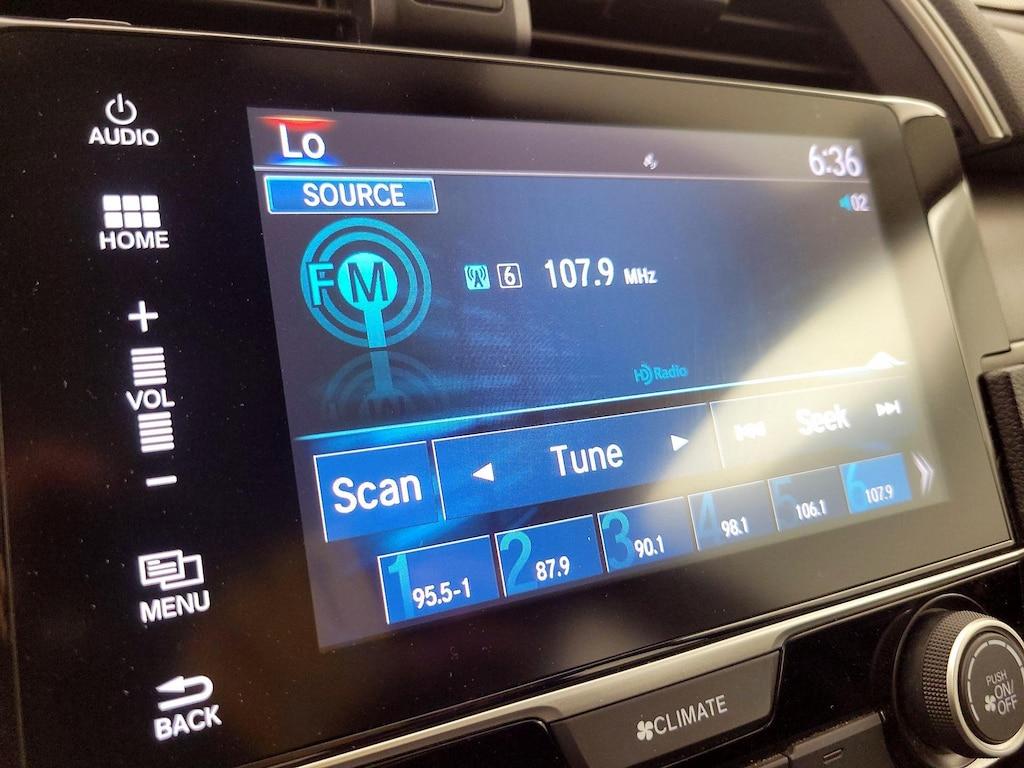 AUDIO
HOME
+
VOL
−
MENU
BACK
Lo
6:36
SOURCE
02
FM
6 107.9 MHz
HD Radio
Scan
Tune
Seek
1 95.5-1
2 87.9
3 90.1
4 98.1
5 106.1
6 107.9
CLIMATE
PUSH
ON/
OFF